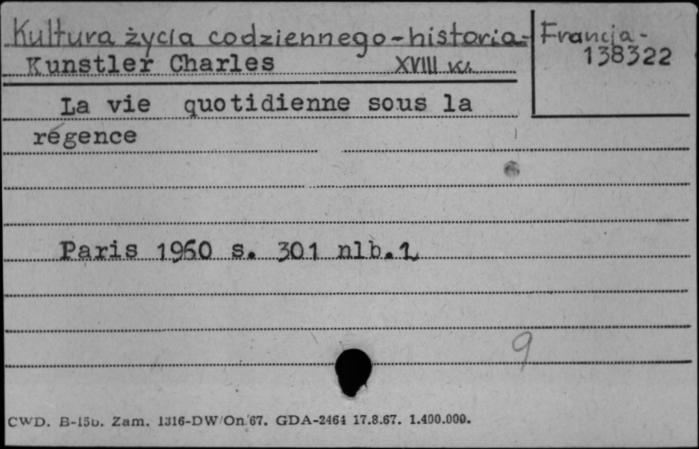 Kultura życia codziennego-historia-Francja-
Kunstler Charles XVIII w. 138322
La vie quotidienne sous la
régence
Paris 1960 s. 301 nlb.1
9
CWD. B-15b. Zam. 1316-DW/On/67. GDA-2464 17.8.67. 1.400.000.